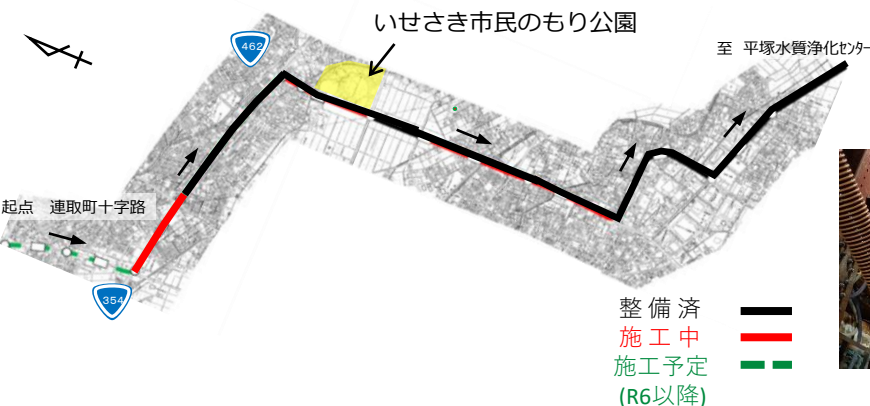 いせさき市民のもり公園
462
至 平塚水質浄化センター
起点 連取町十字路
354
整備済
施工中
施工予定
(R6以降)